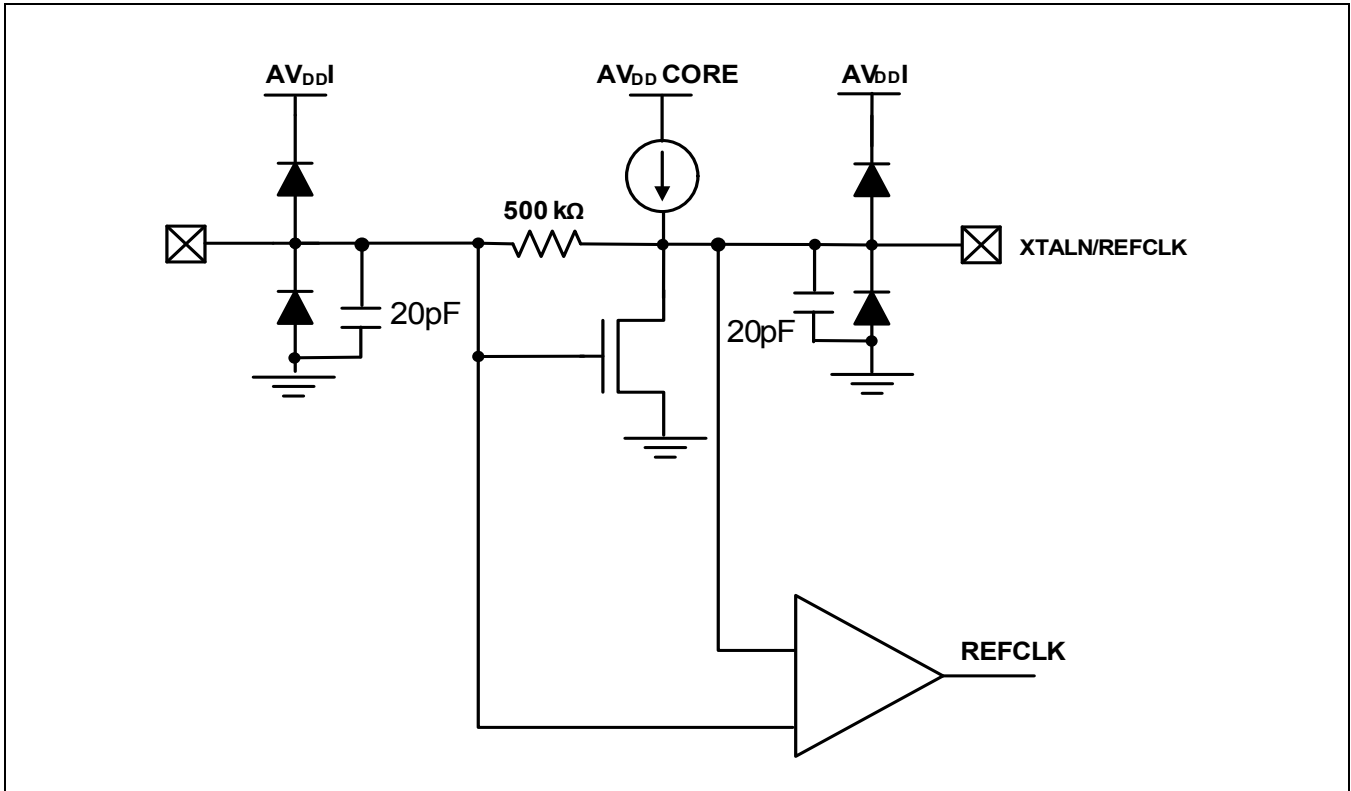 AVDDI
AVDD CORE
AVDDI
500 kΩ
XTALN/REFCLK
20pF
20pF
REFCLK